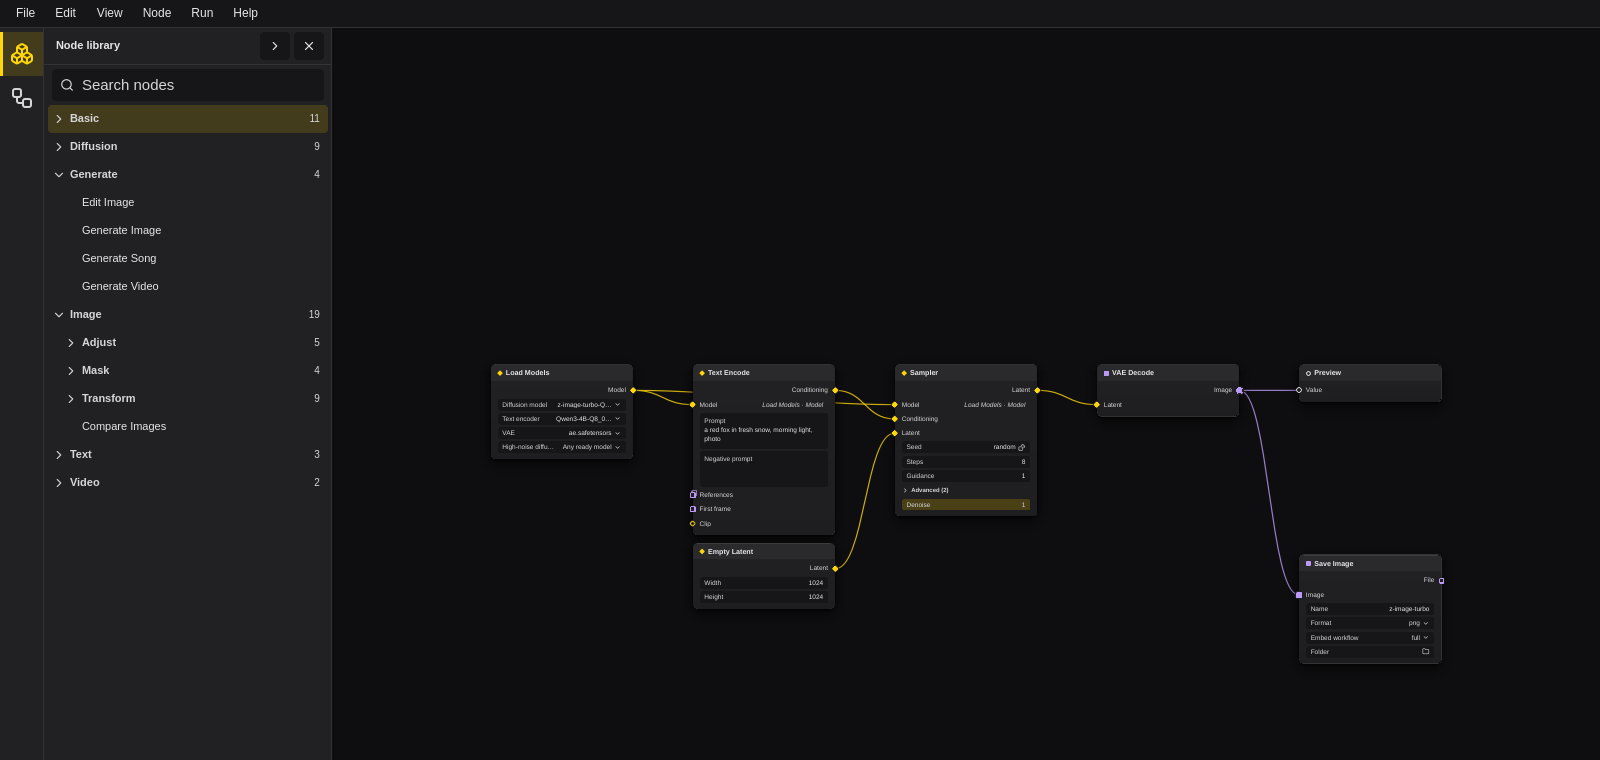 File Edit View Node Run Help
Node library
Search nodes
Basic 11
Diffusion 9
Generate 4
Edit Image
Generate Image
Generate Song
Generate Video
Image 19
Adjust 5
Mask 4
Transform 9
Compare Images
Text 3
Video 2
Load Models
Model
Diffusion model z-image-turbo-Q…
Text encoder Qwen3-4B-Q8_0…
VAE ae.safetensors
High-noise diffu… Any ready model
Text Encode
Conditioning
Model Load Models · Model
Prompt
a red fox in fresh snow, morning light,
photo
Negative prompt
References
First frame
Clip
Empty Latent
Latent
Width 1024
Height 1024
Sampler
Latent
Model Load Models · Model
Conditioning
Latent
Seed random
Steps 8
Guidance 1
Advanced (2)
Denoise 1
VAE Decode
Image
Latent
Preview
Value
Save Image
File
Image
Name z-image-turbo
Format png
Embed workflow full
Folder